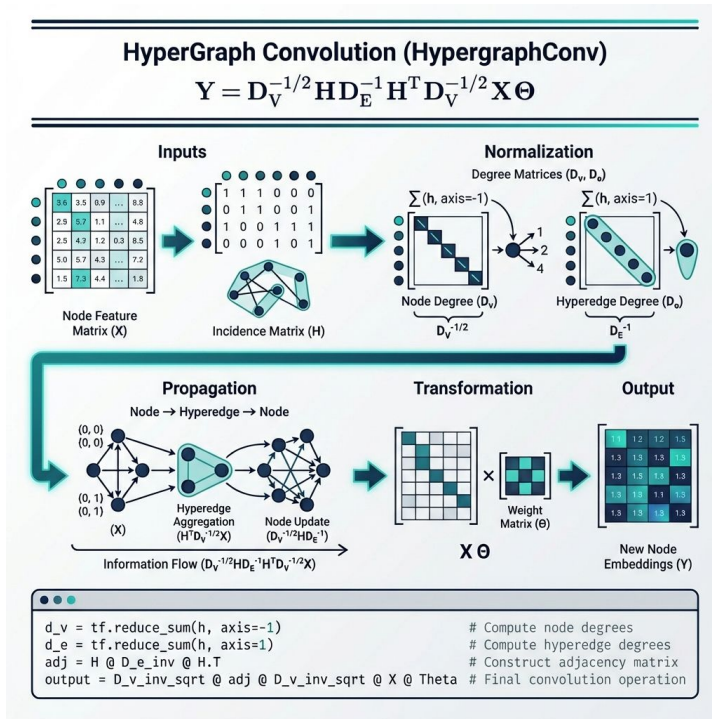 HyperGraph Convolution (HypergraphConv)
Y = D_V^{-1/2} H D_E^{-1} H^T D_V^{-1/2} X Θ
Inputs
3.6 3.5 0.9 ... 8.8
2.9 5.7 1.1 ... 4.8
2.5 4.3 1.2 0.3 8.5
5.0 5.7 4.3 ... 7.2
1.5 7.3 4.4 ... 1.8
Node Feature
Matrix (X)
1 1 1 0 0 0
0 1 1 0 1 0
1 0 0 1 1 1
0 0 0 1 0 1
Incidence Matrix (H)
Normalization
Degree Matrices (Dᵥ, Dₒ)
∑(h, axis=-1)
1
2
4
Node Degree (Dᵥ)
D_V^{-1/2}
∑(h, axis=1)
Hyperedge Degree (Dₒ)
D_E^{-1}
Propagation
Node → Hyperedge → Node
{0, 0}
{0, 0}
(0, 1}
(0, 1}
(X)
Hyperedge
Aggregation
(H^T D_V^{-1/2} X)
Node Update
(D_V^{-1/2} H D_E^{-1})
Information Flow (D_V^{-1/2} H D_E^{-1} H^T D_V^{-1/2} X)
Transformation
×
Weight
Matrix (Θ)
X Θ
Output
1.1 1.2 1.2 1.5
1.3 1.3 1.3 1.3
1.3 1.3 1.3 1.3
1.3 1.3 1.1 1.3
1.3 1.3 1.3 1.3
New Node
Embeddings (Y)
d_v = tf.reduce_sum(h, axis=-1) # Compute node degrees
d_e = tf.reduce_sum(h, axis=1) # Compute hyperedge degrees
adj = H @ D_e_inv @ H.T # Construct adjacency matrix
output = D_v_inv_sqrt @ adj @ D_v_inv_sqrt @ X @ Theta # Final convolution operation